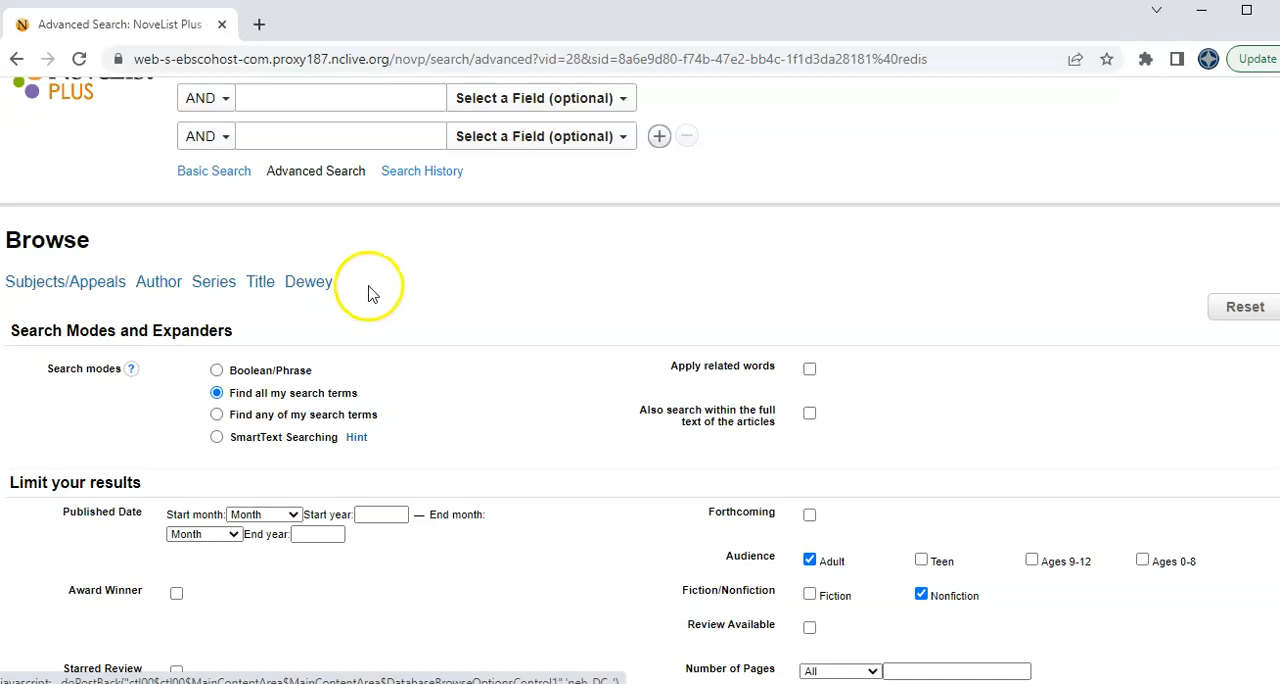 Advanced Search: NoveList Plus
web-s-ebscohost-com.proxy187.nclive.org/novp/search/advanced?vid=28&sid=8a6e9d80-f74b-47e2-bb4c-1f1d3da28181%40redis
Update
PLUS
AND Select a Field (optional)
AND Select a Field (optional)
Basic Search Advanced Search Search History
Browse
Subjects/Appeals Author Series Title Dewey
Reset
Search Modes and Expanders
Search modes ? Boolean/Phrase
Find all my search terms
Find any of my search terms
SmartText Searching Hint
Apply related words
Also search within the full
text of the articles
Limit your results
Published Date Start month: Month Start year: — End month:
Month End year:
Forthcoming
Audience Adult Teen Ages 9-12 Ages 0-8
Award Winner
Fiction/Nonfiction Fiction Nonfiction
Review Available
Starred Review
Number of Pages All